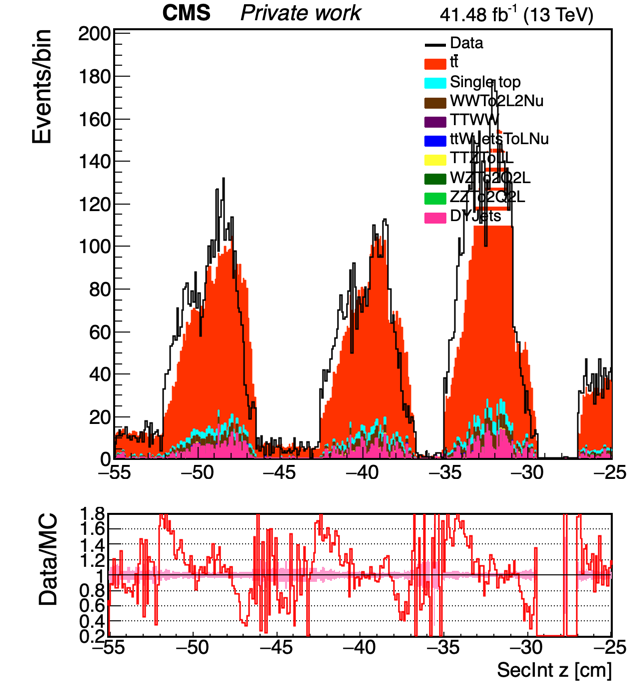 CMS Private work 41.48 fb⁻¹ (13 TeV)
Events/bin
200
180
160
140
120
100
80
60
40
20
0
Data
tt̄
Single top
WWTo2L2Nu
TTWW
ttWJetsToLNu
TTZToLL
WZTo2Q2L
ZZTo2Q2L
DYJets
−55 −50 −45 −40 −35 −30 −25
Data/MC
1.8
1.6
1.4
1.2
1
0.8
0.6
0.4
0.2
−55 −50 −45 −40 −35 −30 −25
SecInt z [cm]